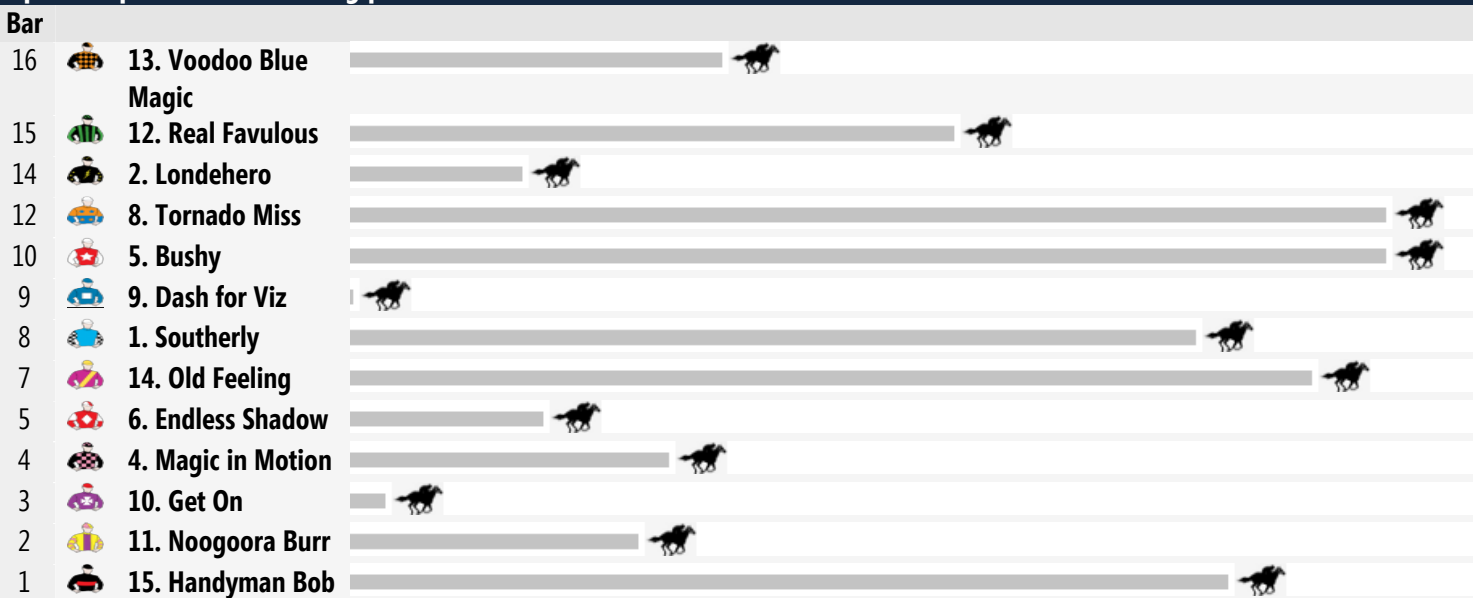 Bar
16 13. Voodoo Blue
Magic
15 12. Real Favulous
14 2. Londehero
12 8. Tornado Miss
10 5. Bushy
9 9. Dash for Viz
8 1. Southerly
7 14. Old Feeling
5 6. Endless Shadow
4 4. Magic in Motion
3 10. Get On
2 11. Noogoora Burr
1 15. Handyman Bob